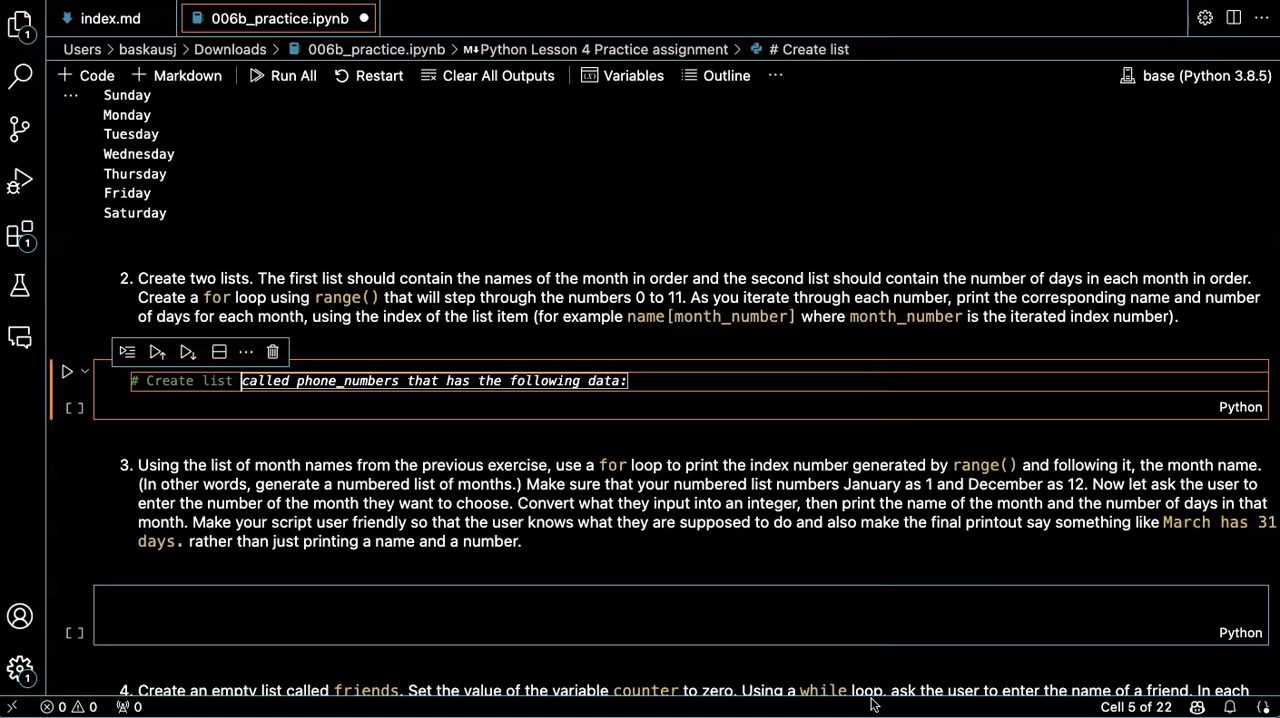 index.md
006b_practice.ipynb
Users > baskausj > Downloads > 006b_practice.ipynb > M↓Python Lesson 4 Practice assignment > # Create list
+ Code + Markdown Run All Restart Clear All Outputs Variables Outline ... base (Python 3.8.5)
... Sunday
Monday
Tuesday
Wednesday
Thursday
Friday
Saturday
2. Create two lists. The first list should contain the names of the month in order and the second list should contain the number of days in each month in order.
Create a for loop using range() that will step through the numbers 0 to 11. As you iterate through each number, print the corresponding name and number
of days for each month, using the index of the list item (for example name[month_number] where month_number is the iterated index number).
# Create list called phone_numbers that has the following data:
[ ]
Python
3. Using the list of month names from the previous exercise, use a for loop to print the index number generated by range() and following it, the month name.
(In other words, generate a numbered list of months.) Make sure that your numbered list numbers January as 1 and December as 12. Now let ask the user to
enter the number of the month they want to choose. Convert what they input into an integer, then print the name of the month and the number of days in that
month. Make your script user friendly so that the user knows what they are supposed to do and also make the final printout say something like March has 31
days. rather than just printing a name and a number.
[ ]
Python
4. Create an empty list called friends. Set the value of the variable counter to zero. Using a while loop, ask the user to enter the name of a friend. In each
0 0 0 Cell 5 of 22
1
1
1